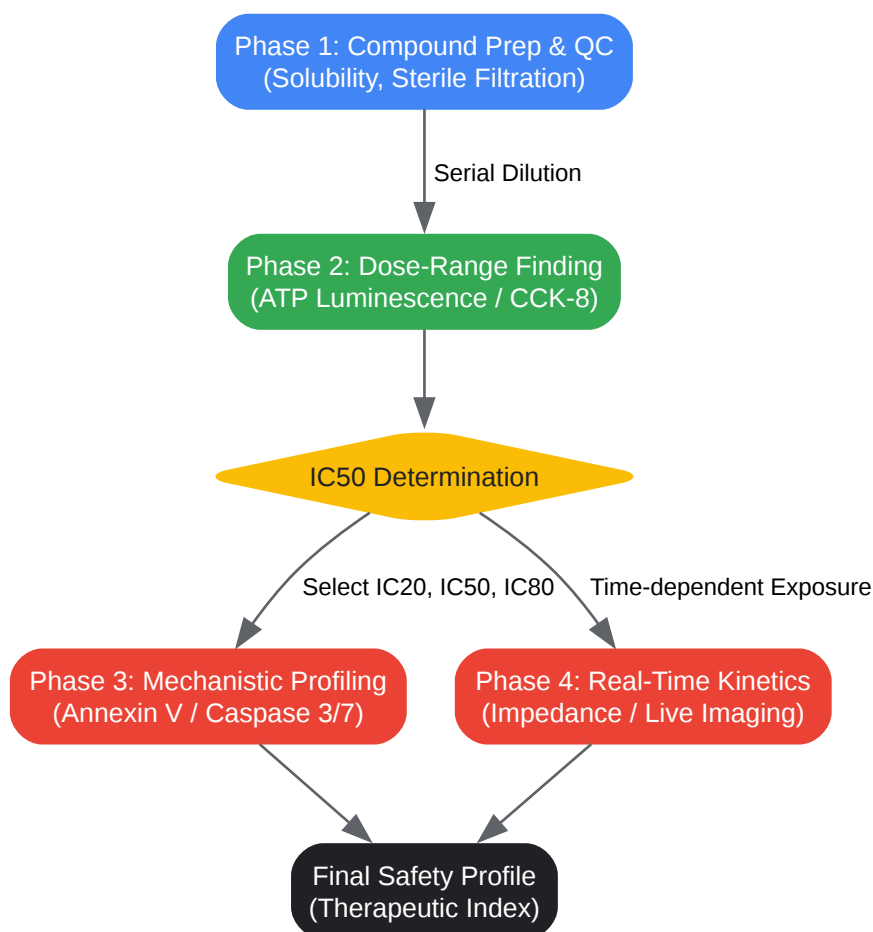 Phase 1: Compound Prep & QC
(Solubility, Sterile Filtration)
Serial Dilution
Phase 2: Dose-Range Finding
(ATP Luminescence / CCK-8)
IC50 Determination
Select IC20, IC50, IC80
Time-dependent Exposure
Phase 3: Mechanistic Profiling
(Annexin V / Caspase 3/7)
Phase 4: Real-Time Kinetics
(Impedance / Live Imaging)
Final Safety Profile
(Therapeutic Index)